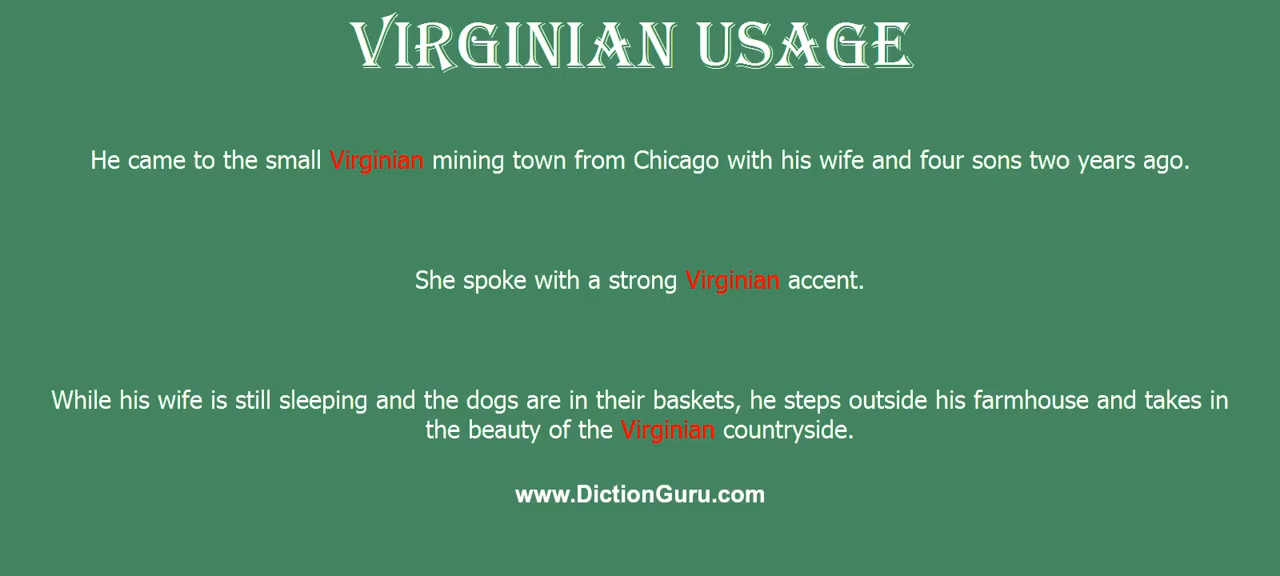 VIRGINIAN USAGE
He came to the small Virginian mining town from Chicago with his wife and four sons two years ago.
She spoke with a strong Virginian accent.
While his wife is still sleeping and the dogs are in their baskets, he steps outside his farmhouse and takes in
the beauty of the Virginian countryside.
www.DictionGuru.com